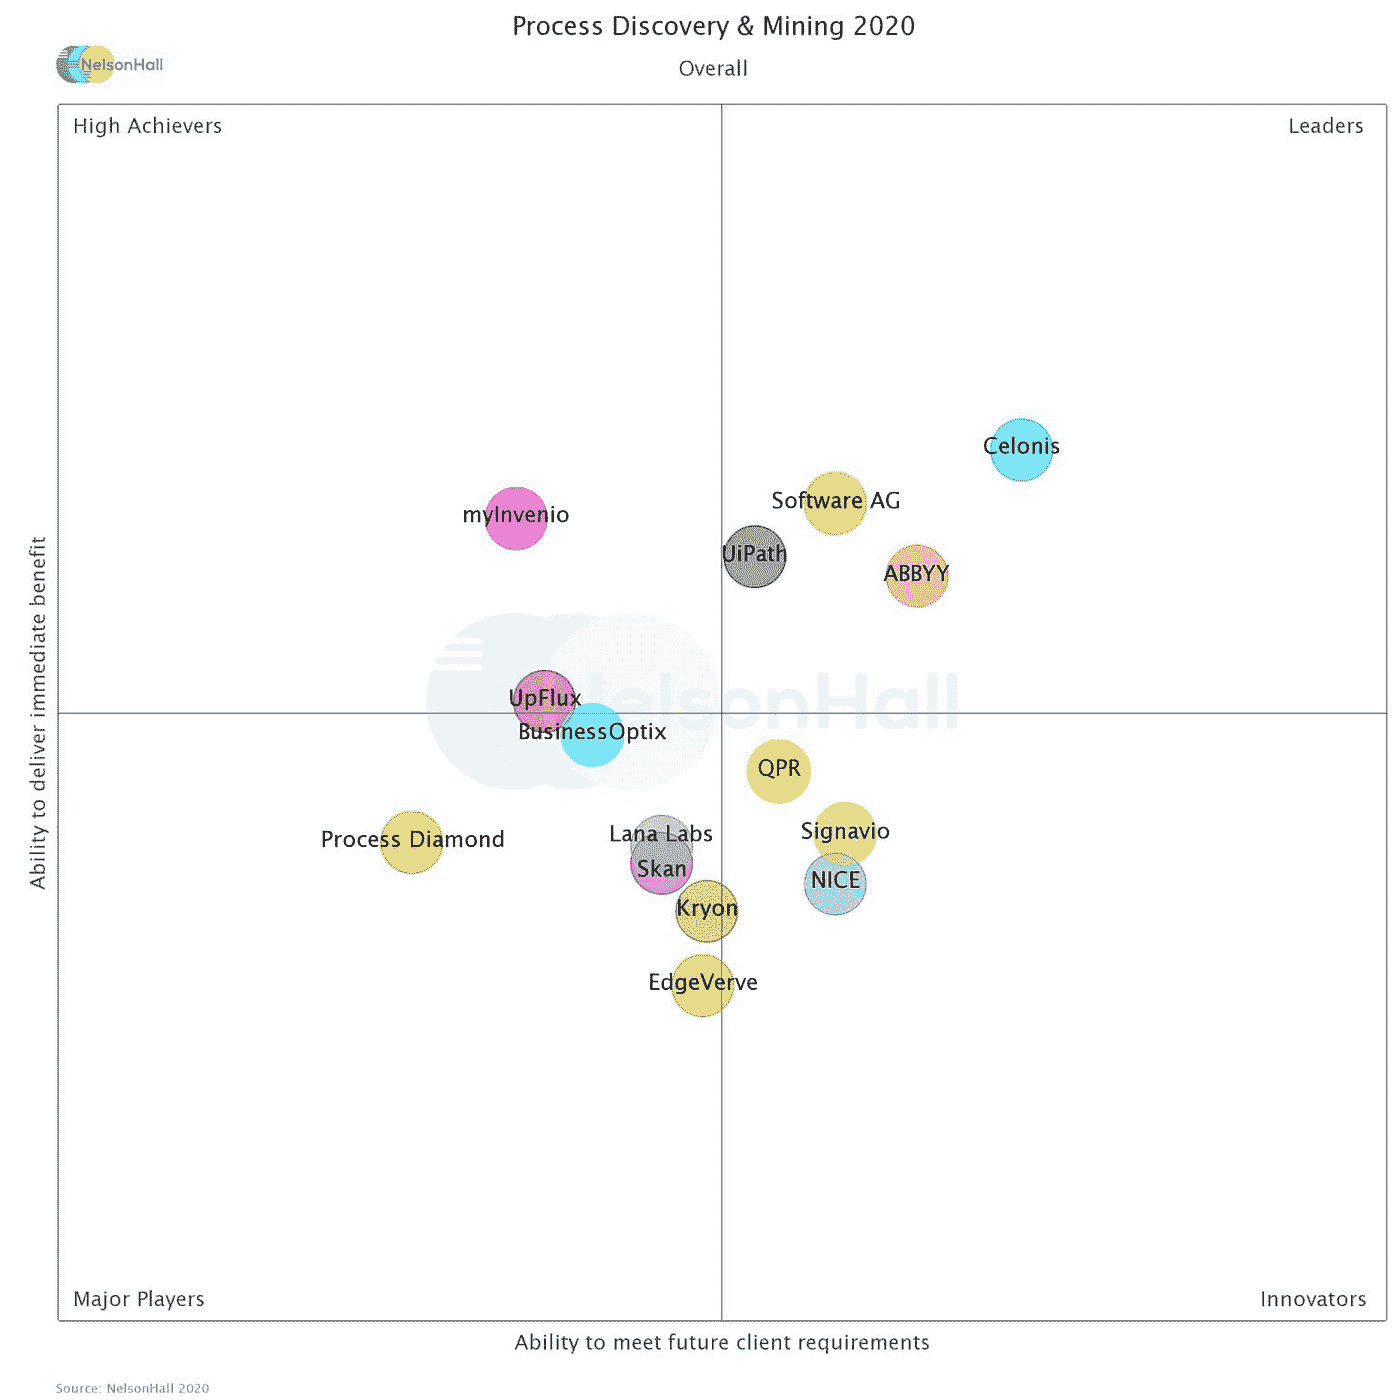 Process Discovery & Mining 2020
NelsonHall
Overall
High Achievers
Leaders
Celonis
Software AG
myInvenio
UiPath
ABBYY
NelsonHall
UpFlux
BusinessOptix
QPR
Signavio
Lana Labs
Process Diamond
Skan
NICE
Kryon
EdgeVerve
Ability to deliver immediate benefit
Major Players
Innovators
Ability to meet future client requirements
Source: NelsonHall 2020